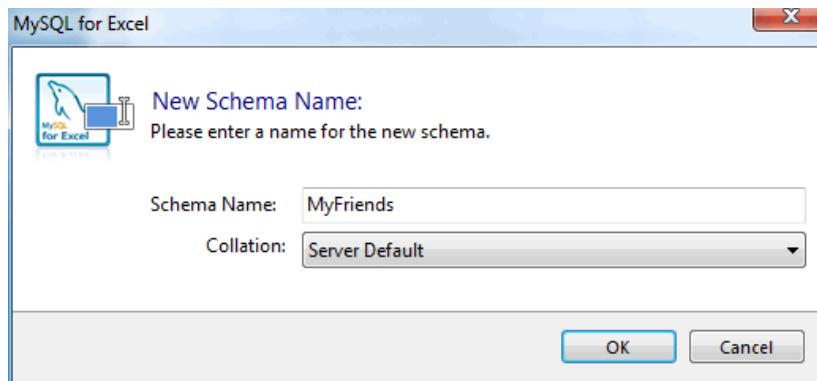 MySQL for Excel
New Schema Name:
MySQL
for Excel
Please enter a name for the new schema.
Schema Name: MyFriends
Collation: Server Default
OK Cancel